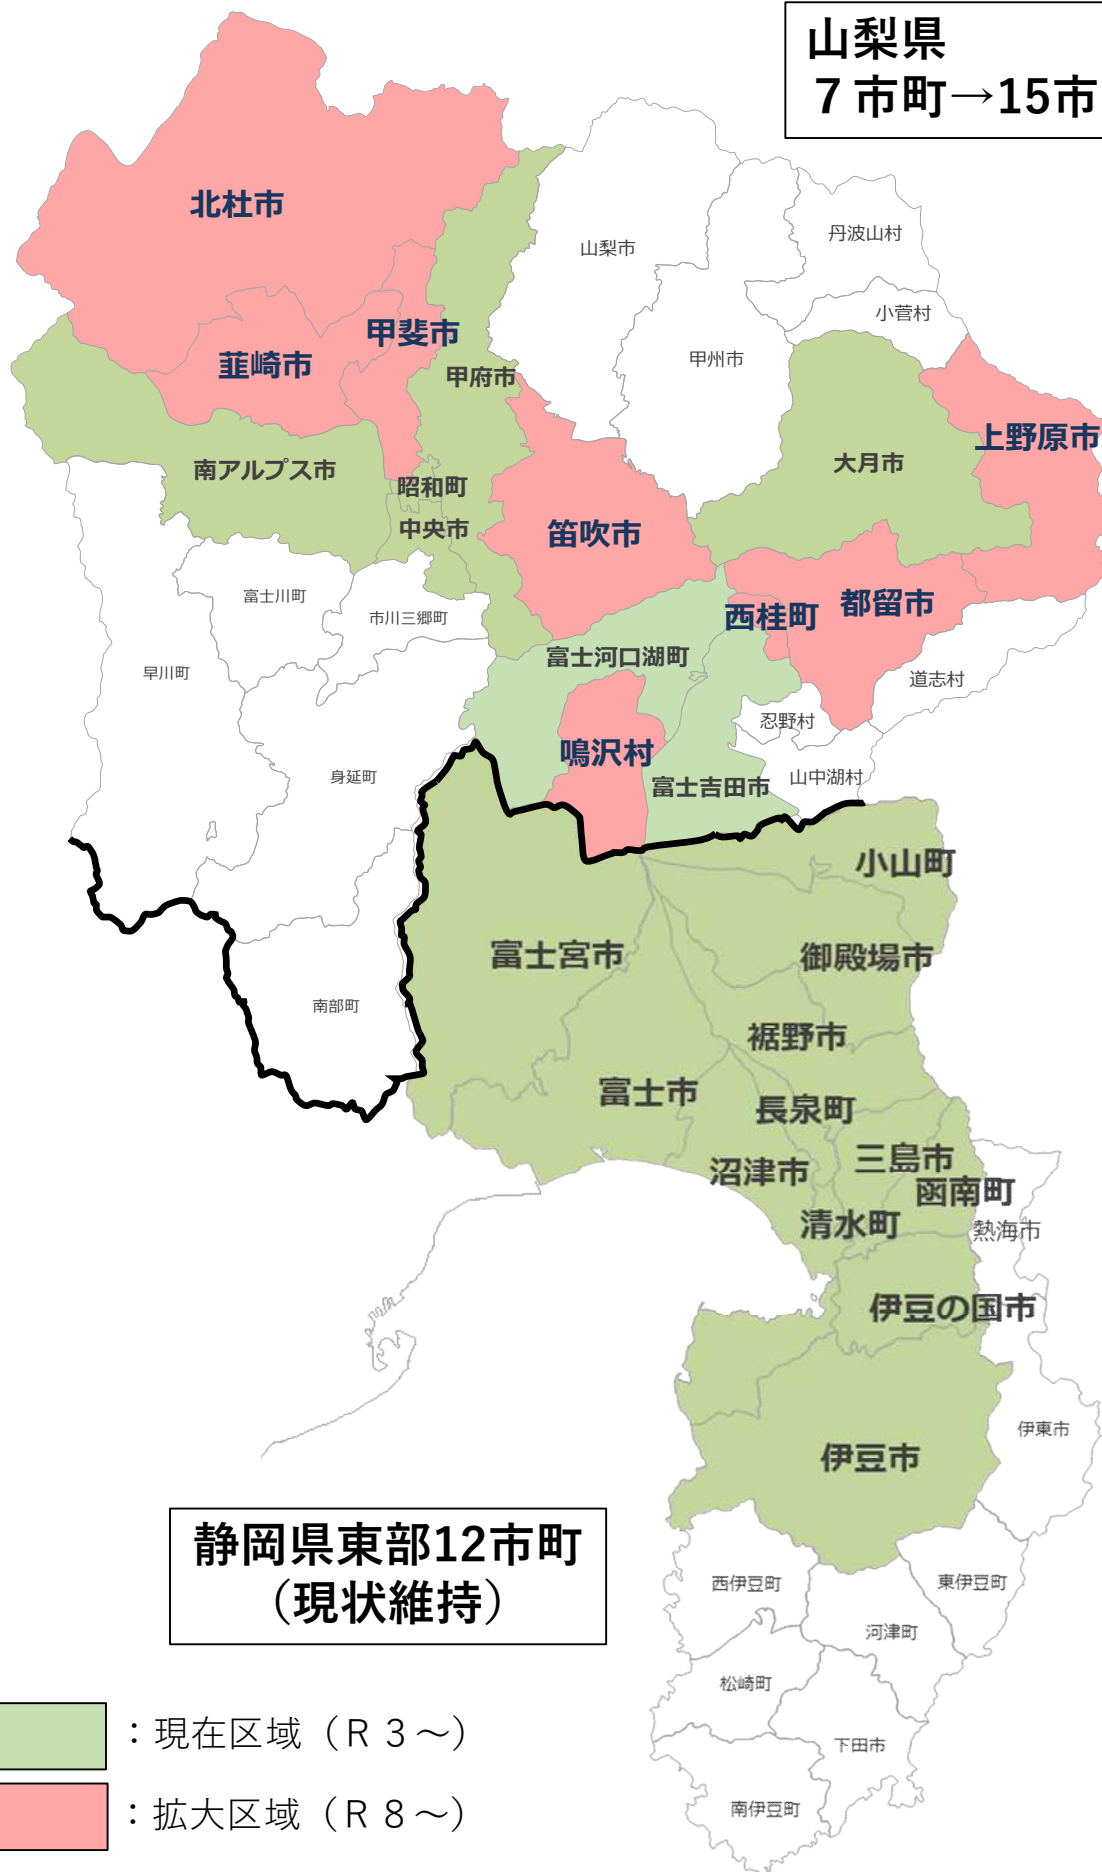 山梨県
７市町→15市
北杜市
山梨市
丹波山村
小菅村
甲斐市
韮崎市
甲府市
甲州市
上野原市
南アルプス市
昭和町
大月市
中央市
笛吹市
富士川町
市川三郷町
西桂町
都留市
早川町
富士河口湖町
道志村
忍野村
鳴沢村
身延町
富士吉田市
山中湖村
小山町
富士宮市
御殿場市
南部町
裾野市
富士市
長泉町
三島市
沼津市
函南町
清水町
熱海市
伊豆の国市
伊東市
伊豆市
静岡県東部12市町
（現状維持）
西伊豆町
東伊豆町
河津町
松崎町
下田市
南伊豆町
：現在区域（Ｒ３～）
：拡大区域（Ｒ８～）